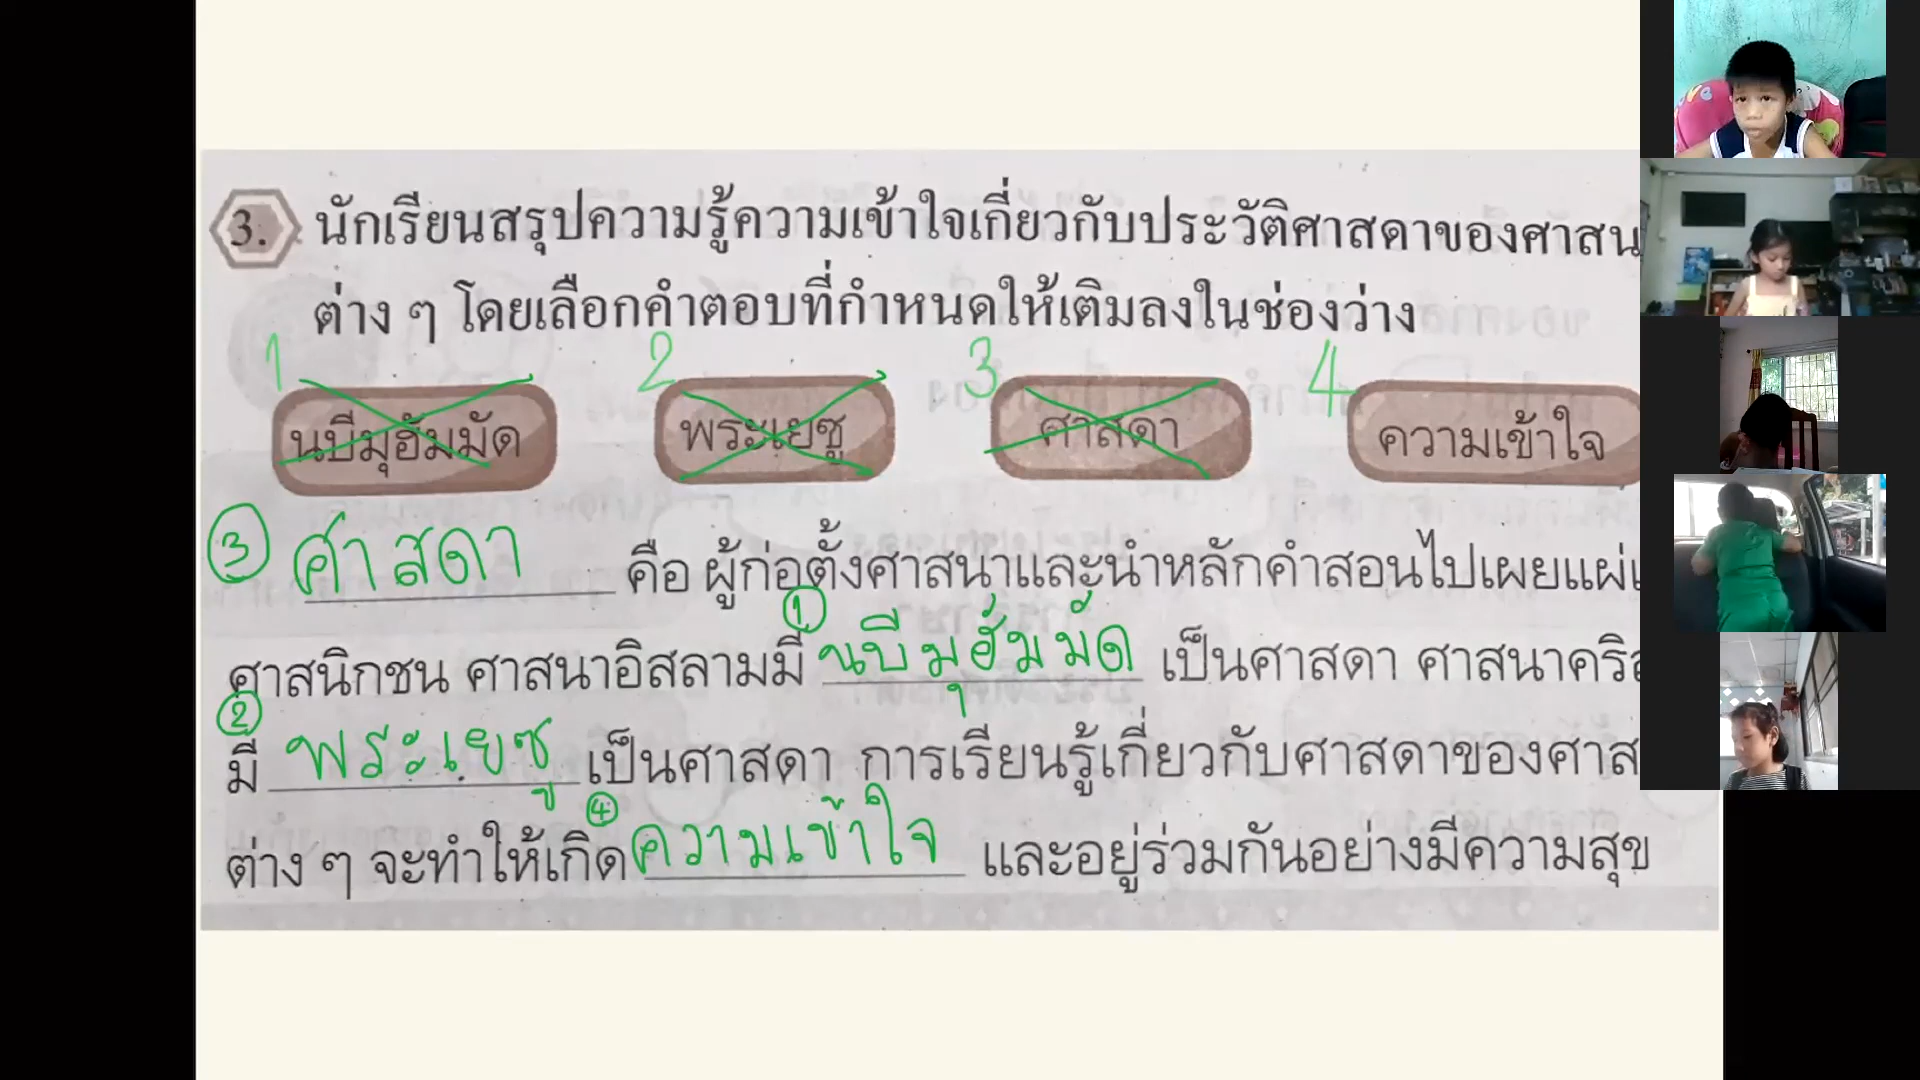 3. นักเรียนสรุปความรู้ความเข้าใจเกี่ยวกับประวัติศาสดาของศาสน
ต่าง ๆ โดยเลือกคำตอบที่กำหนดให้เติมลงในช่องว่าง
1 2 3 4
นบีมุฮัมมัด พระเยซู ศาสดา ความเข้าใจ
3 ศาสดา คือ ผู้ก่อตั้งศาสนาและนำหลักคำสอนไปเผยแผ่
1
ศาสนิกชน ศาสนาอิสลามมี นบีมุฮัมมัด เป็นศาสดา ศาสนาคริ
2
มี พระเยซู เป็นศาสดา การเรียนรู้เกี่ยวกับศาสดาของศาส
4
ต่าง ๆ จะทำให้เกิด ความเข้าใจ และอยู่ร่วมกันอย่างมีความสุข